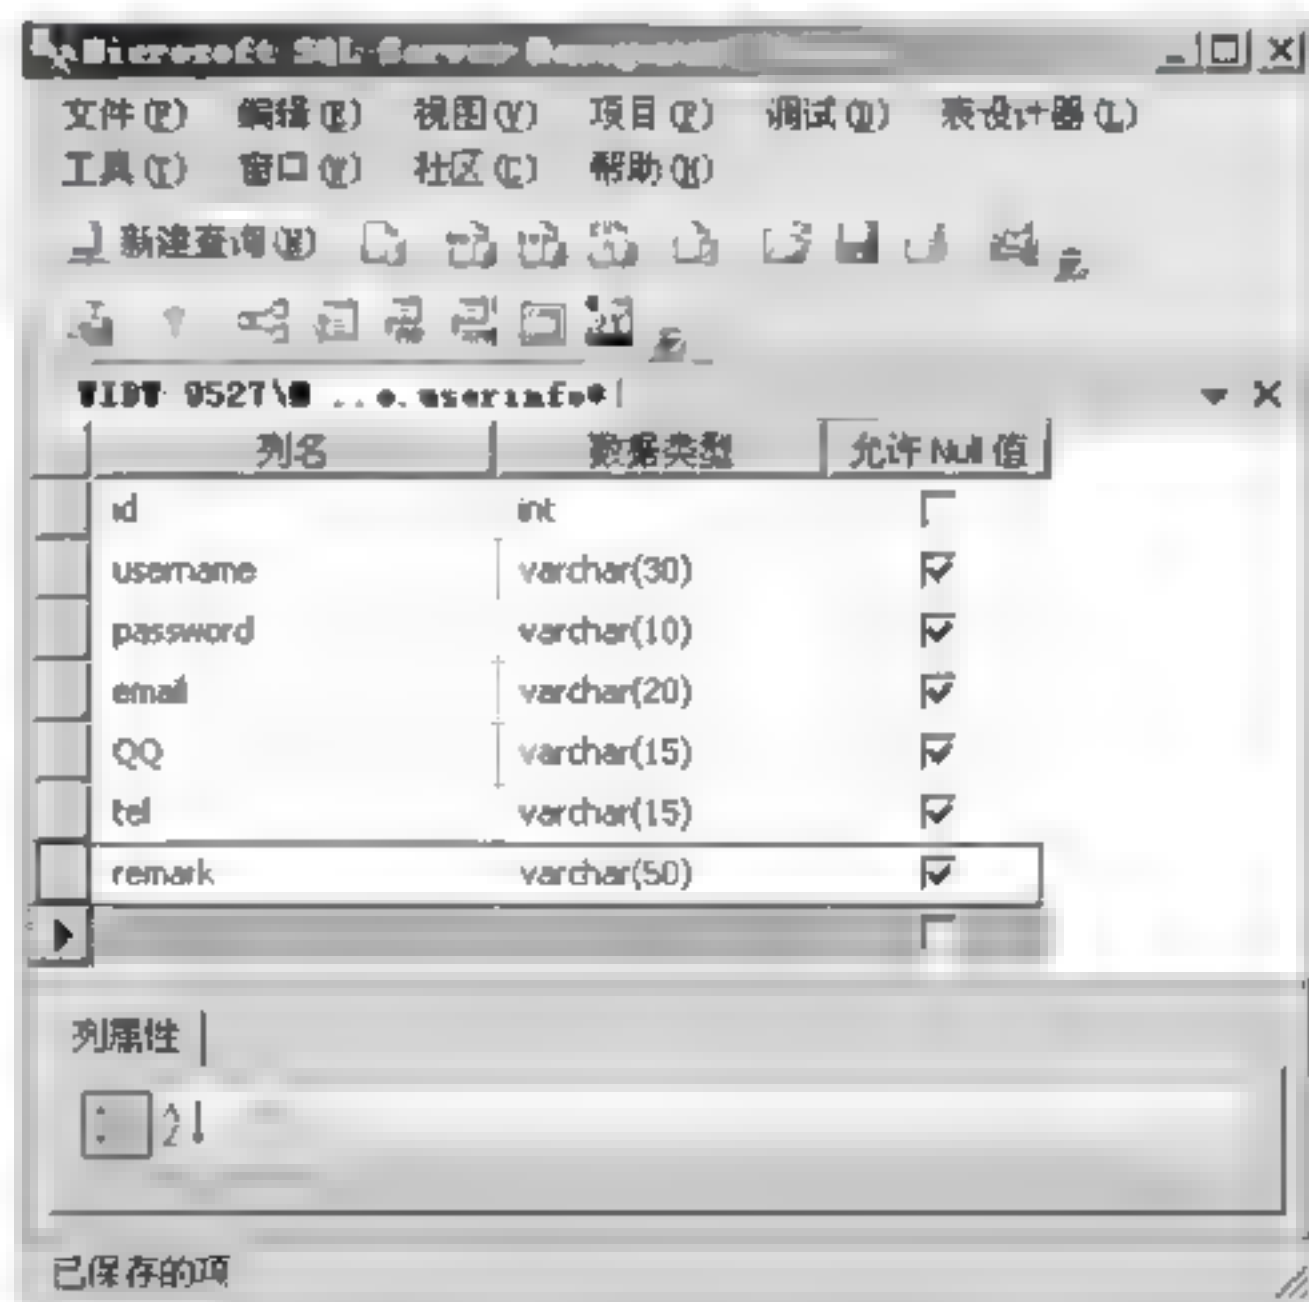 Microsoft SQL Server
文件(F) 编辑(E) 视图(V) 项目(P) 调试(D) 表设计器(L)
工具(T) 窗口(W) 社区(C) 帮助(H)
新建查询(N)
9527\ ...o.userinfo*
列名 数据类型 允许 Null 值
id int
username varchar(30)
password varchar(10)
email varchar(20)
QQ varchar(15)
tel varchar(15)
remark varchar(50)
列属性
已保存的项